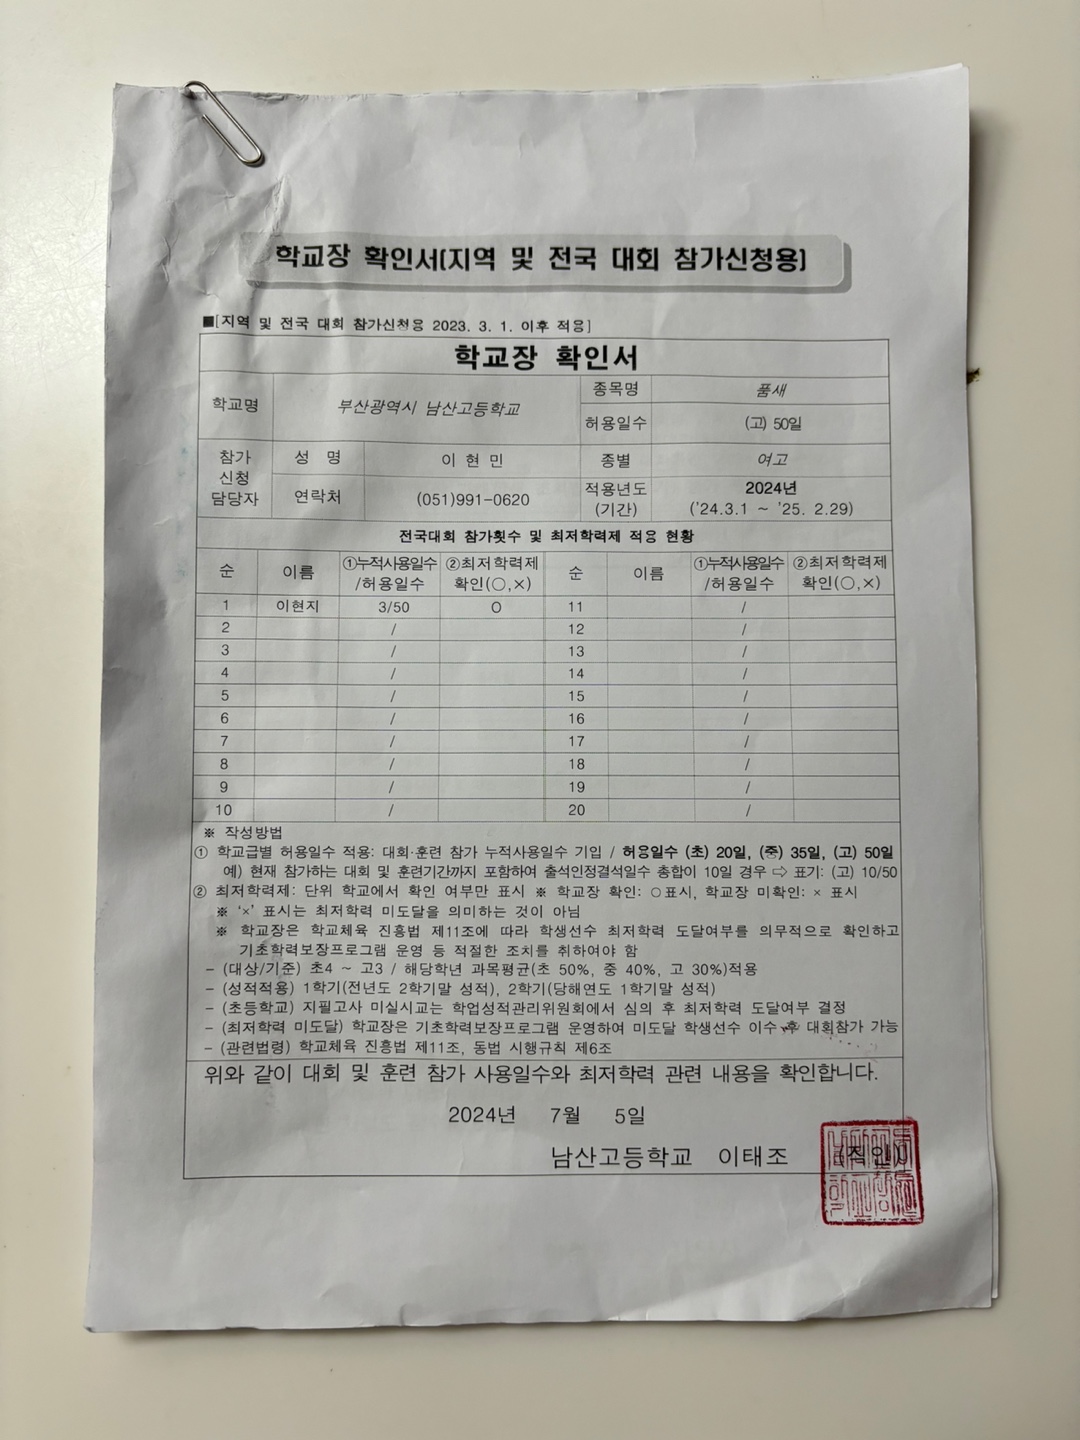 학교장 확인서(지역 및 전국 대회 참가신청용)
■[지역 및 전국 대회 참가신청용 2023. 3. 1. 이후 적용]
학교장 확인서
학교명 부산광역시 남산고등학교 종목명 품새
허용일수 (고) 50일
참가 신청 담당자 성 명 이 현 민 종별 여고
연락처 (051)991-0620 적용년도 (기간) 2024년 ('24.3.1 ~ '25. 2.29)
전국대회 참가횟수 및 최저학력제 적용 현황
순 이름 ①누적사용일수 /허용일수 ②최저학력제 확인(○,×) 순 이름 ①누적사용일수 /허용일수 ②최저학력제 확인(○,×)
1 이현지 3/50 O 11 /
2 / 12 /
3 / 13 /
4 / 14 /
5 / 15 /
6 / 16 /
7 / 17 /
8 / 18 /
9 / 19 /
10 / 20 /
※ 작성방법
① 학교급별 허용일수 적용: 대회·훈련 참가 누적사용일수 기입 / 허용일수 (초) 20일, (중) 35일, (고) 50일
예) 현재 참가하는 대회 및 훈련기간까지 포함하여 출석인정결석일수 총합이 10일 경우 ⇨ 표기: (고) 10/50
② 최저학력제: 단위 학교에서 확인 여부만 표시 ※ 학교장 확인: ○표시, 학교장 미확인: × 표시
※ '×' 표시는 최저학력 미도달을 의미하는 것이 아님
※ 학교장은 학교체육 진흥법 제11조에 따라 학생선수 최저학력 도달여부를 의무적으로 확인하고
기초학력보장프로그램 운영 등 적절한 조치를 취하여야 함
- (대상/기준) 초4 ~ 고3 / 해당학년 과목평균(초 50%, 중 40%, 고 30%)적용
- (성적적용) 1학기(전년도 2학기말 성적), 2학기(당해연도 1학기말 성적)
- (초등학교) 지필고사 미실시교는 학업성적관리위원회에서 심의 후 최저학력 도달여부 결정
- (최저학력 미도달) 학교장은 기초학력보장프로그램 운영하여 미도달 학생선수 이수 후 대회참가 가능
- (관련법령) 학교체육 진흥법 제11조, 동법 시행규칙 제6조
위와 같이 대회 및 훈련 참가 사용일수와 최저학력 관련 내용을 확인합니다.
2024년 7월 5일
남산고등학교 이태조 (직인)